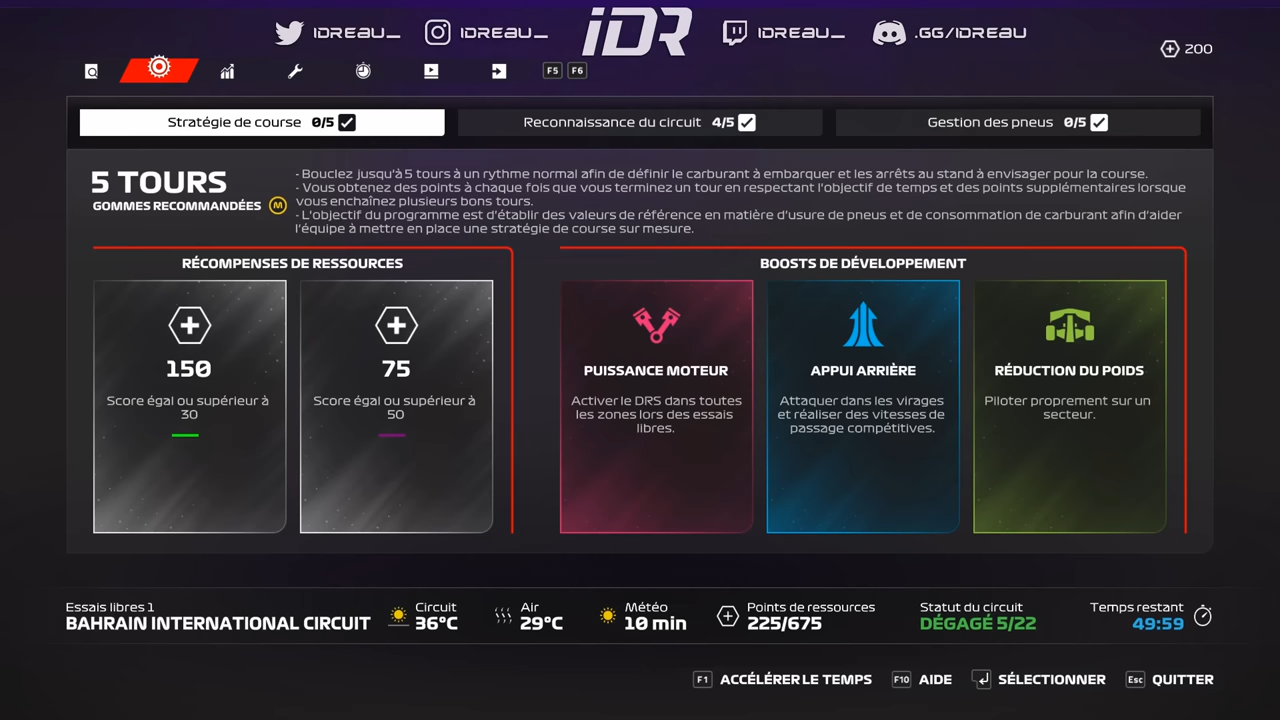 IDREAU_
IDREAU_
iDR
IDREAU_
.GG/IDREAU
200
F5 F6
Stratégie de course 0/5
Reconnaissance du circuit 4/5
Gestion des pneus 0/5
5 TOURS
GOMMES RECOMMANDÉES M
- Bouclez jusqu'à 5 tours à un rythme normal afin de définir le carburant à embarquer et les arrêts au stand à envisager pour la course.
- Vous obtenez des points à chaque fois que vous terminez un tour en respectant l'objectif de temps et des points supplémentaires lorsque
vous enchaînez plusieurs bons tours.
- L'objectif du programme est d'établir des valeurs de référence en matière d'usure de pneus et de consommation de carburant afin d'aider
l'équipe à mettre en place une stratégie de course sur mesure.
RÉCOMPENSES DE RESSOURCES
150
Score égal ou supérieur à
30
75
Score égal ou supérieur à
50
BOOSTS DE DÉVELOPPEMENT
PUISSANCE MOTEUR
Activer le DRS dans toutes
les zones lors des essais
libres.
APPUI ARRIÈRE
Attaquer dans les virages
et réaliser des vitesses de
passage compétitives.
RÉDUCTION DU POIDS
Piloter proprement sur un
secteur.
Essais libres 1
BAHRAIN INTERNATIONAL CIRCUIT
Circuit
36°C
Air
29°C
Météo
10 min
Points de ressources
225/675
Statut du circuit
DÉGAGÉ 5/22
Temps restant
49:59
F1 ACCÉLÉRER LE TEMPS
F10 AIDE
SÉLECTIONNER
Esc QUITTER